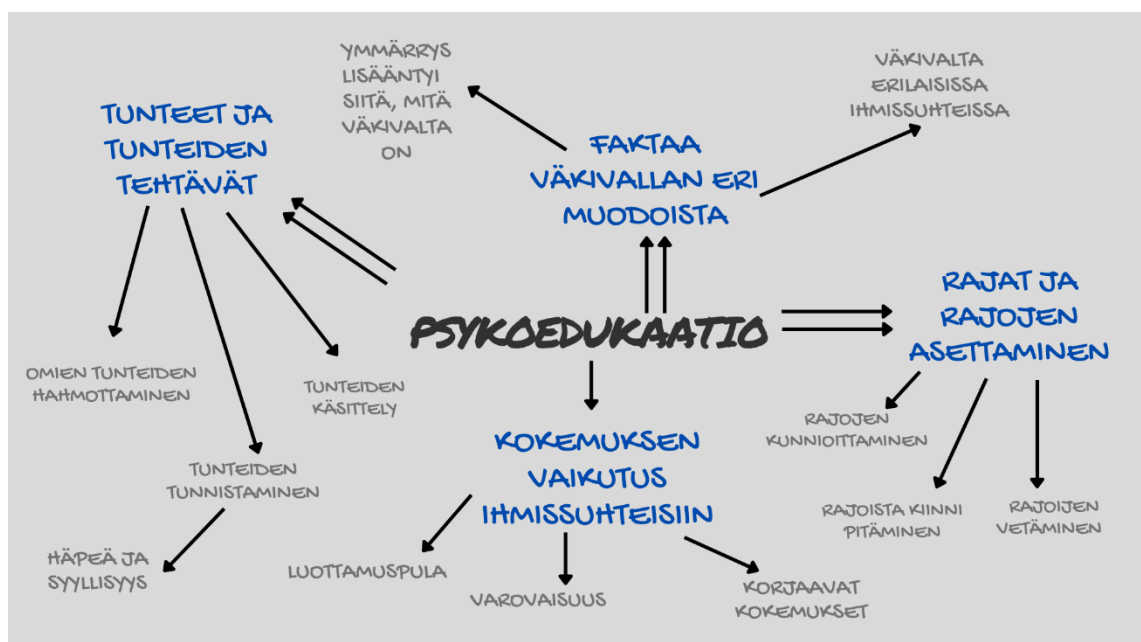 YMMÄRRYS
LISÄÄNTYI
SIITÄ, MITÄ
VÄKIVALTA
ON
VÄKIVALTA
ERILAISISSA
IHMISSUHTEISSA
TUNTEET JA
TUNTEIDEN
TEHTÄVÄT
FAKTAA
VÄKIVALLAN ERI
MUODOISTA
RAJAT JA
RAJOJEN
ASETTAMINEN
PSYKOEDUKAATIO
OMIEN TUNTEIDEN
HAHMOTTAMINEN
TUNTEIDEN
KÄSITTELY
RAJOJEN
KUNNIOITTAMINEN
KOKEMUKSEN
VAIKUTUS
IHMISSUHTEISIIN
TUNTEIDEN
TUNNISTAMINEN
RAJOISTA KIINNI
PITÄMINEN
RAJOIJEN
VETÄMINEN
HÄPEÄ JA
SYYLLISYYS
LUOTTAMUSPULA
VAROVAISUUS
KORJAAVAT
KOKEMUKSET